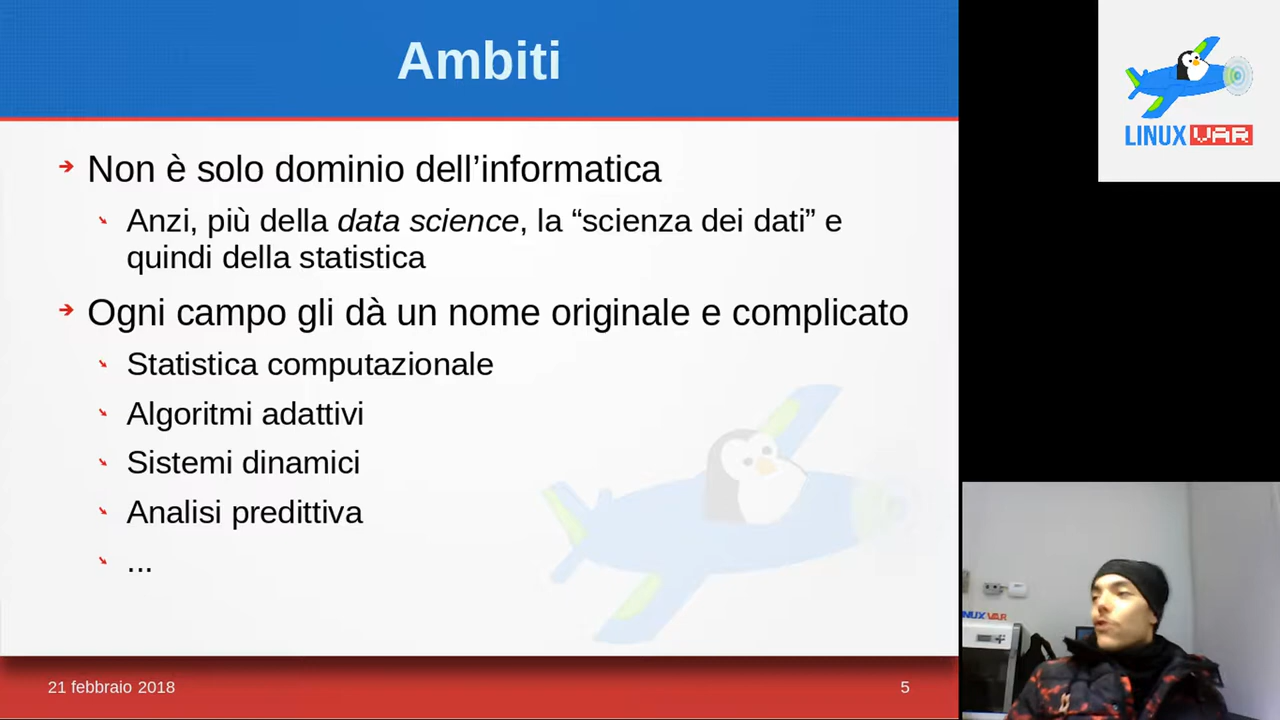 Ambiti
Non è solo dominio dell’informatica
Anzi, più della data science, la “scienza dei dati” e
quindi della statistica
Ogni campo gli dà un nome originale e complicato
Statistica computazionale
Algoritmi adattivi
Sistemi dinamici
Analisi predittiva
...
21 febbraio 2018
5
LINUX VAR
NUX VAR